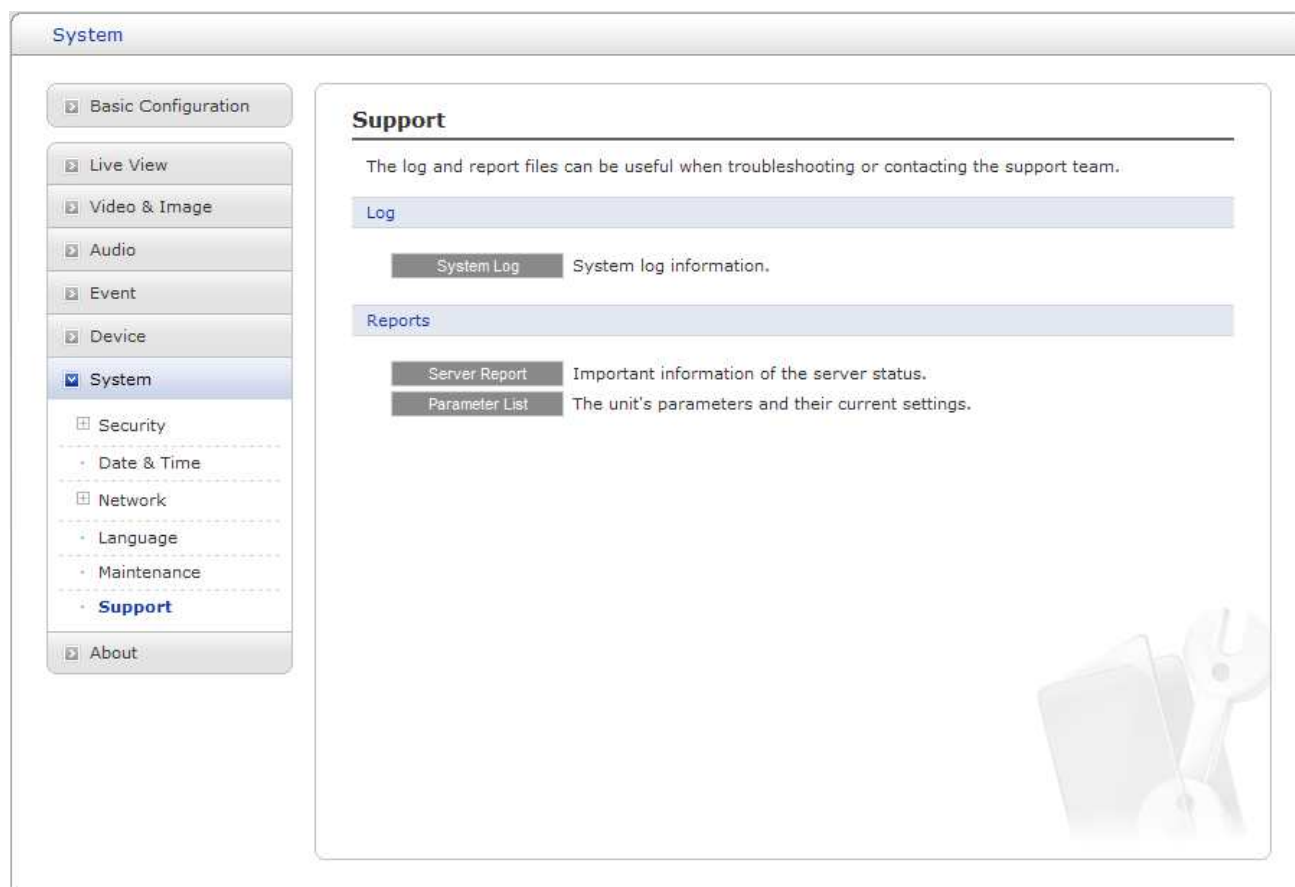 System
Basic Configuration
Live View
Video & Image
Audio
Event
Device
System
Security
Date & Time
Network
Language
Maintenance
Support
About
Support
The log and report files can be useful when troubleshooting or contacting the support team.
Log
System Log System log information.
Reports
Server Report Important information of the server status.
Parameter List The unit's parameters and their current settings.